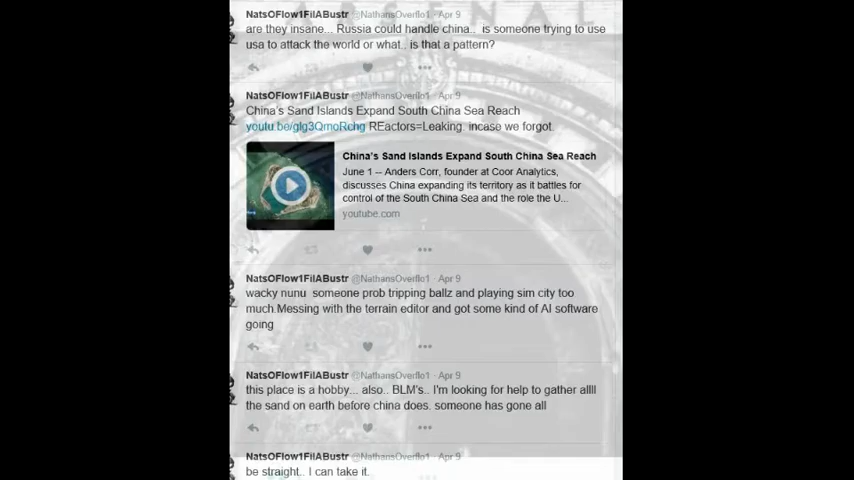 ARSENAL
NatsOFlow1FilABustr @NathansOverflo1 · Apr 9
are they insane... Russia could handle china.. is someone trying to use
usa to attack the world or what.. is that a pattern?
NatsOFlow1FilABustr @NathansOverflo1 · Apr 9
China's Sand Islands Expand South China Sea Reach
REactors=Leaking. incase we forgot.
China's Sand Islands Expand South China Sea Reach
June 1 -- Anders Corr, founder at Coor Analytics,
discusses China expanding its territory as it battles for
control of the South China Sea and the role the U...
youtube.com
NatsOFlow1FilABustr @NathansOverflo1 · Apr 9
wacky nunu someone prob tripping ballz and playing sim city too
much.Messing with the terrain editor and got some kind of AI software
going
NatsOFlow1FilABustr @NathansOverflo1 · Apr 9
this place is a hobby... also.. BLM's.. I'm looking for help to gather allll
the sand on earth before china does. someone has gone all
NatsOFlow1FilABustr @NathansOverflo1 · Apr 9
be straight.. I can take it.